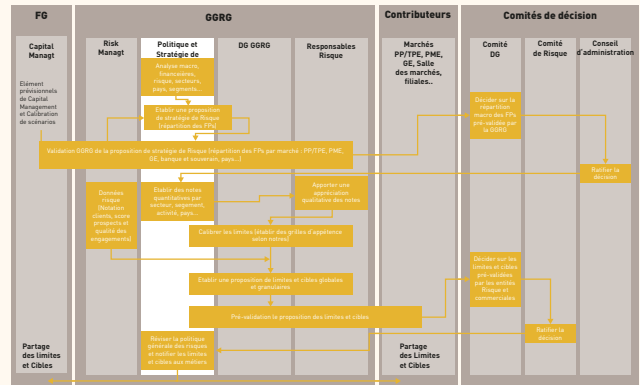 FG
GGRG
Contributeurs
Comités de décision
Capital
Managt
Risk
Managt
Politique et
Stratégie de
DG GGRG
Responsables
Risque
Marchés
PP/TPE, PME,
GE, Salle
des marchés,
filiales..
Comité
DG
Comité
de Risque
Conseil
d'administration
Elément
prévisionnels
de Capital
Management
et Calibration
de scénarios
Analyse macro,
financeières,
risque, secteurs,
pays, segments...
Etablir une proposition
de stratégie de Risque
(répartition des FPs)
Décider sur la
répartition
macro des FPs
pré-validée par
la GGRG
Validation GGRG de la proposition de stratégie de Risque (répartition des FPs par marché : PP/TPE, PME,
GE, banque et souverain, pays...)
Ratifier la
décision
Données
risque
(Notation
clients, score
prospects et
qualité des
engagements)
Etablir des notes
quantitatives par
secteur, segement,
activité, pays...
Apporter une
appréciation
qualitative des notes
Calibrer les limites (établir des grilles d'appétence
selon notres)
Etablir une proposition de limites et cibles globales
et granulaires
Décider sur les
limites et cibles
pré-validées
par les entités
Risque et
commerciales
Pré-validation le proposition des limites et cibles
Ratifier la
décision
Réviser la politique
générale des risques et
notifier les limites et
cibles aux métiers
Partage
des limites
et Cibles
Partage
des Limites
et Cibles